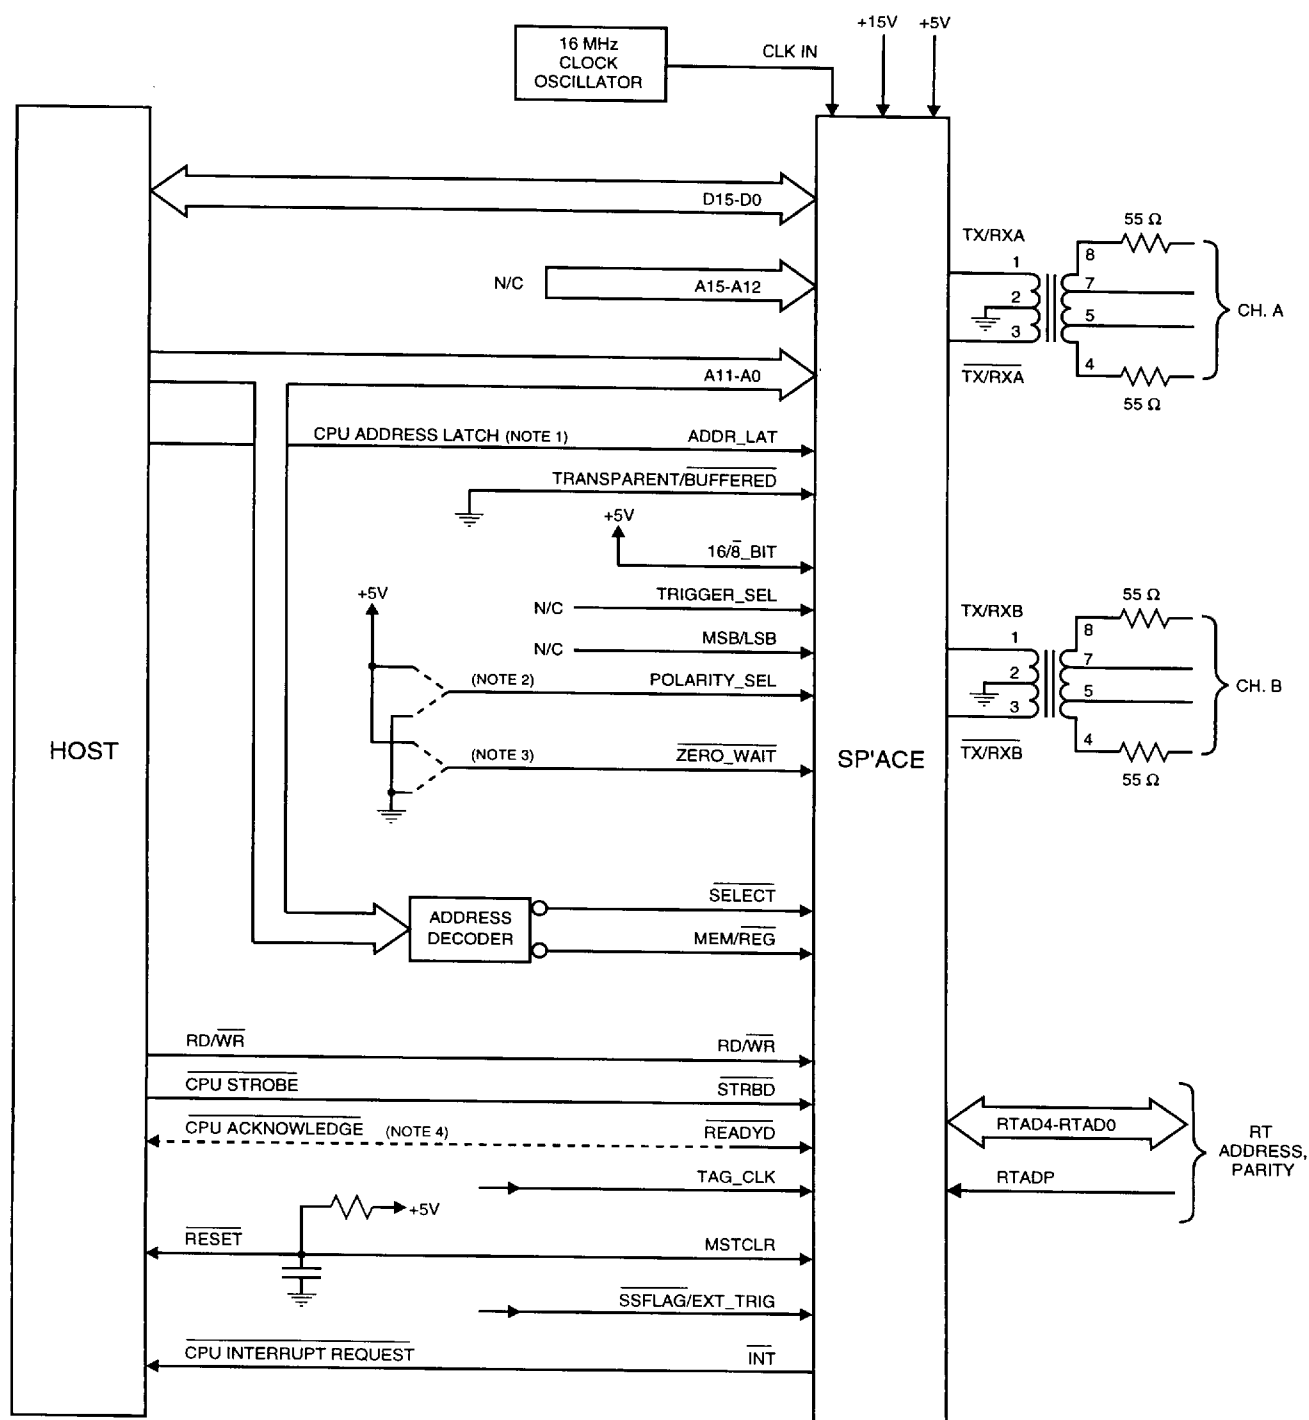 +15V +5V
16 MHz
CLOCK
OSCILLATOR
CLK IN
D15-D0
N/C
A15-A12
A11-A0
CPU ADDRESS LATCH (NOTE 1)
ADDR_LAT
TRANSPARENT/BUFFERED
+5V
16/8_BIT
+5V
N/C
TRIGGER_SEL
N/C
MSB/LSB
(NOTE 2)
POLARITY_SEL
(NOTE 3)
ZERO_WAIT
HOST
SP'ACE
ADDRESS
DECODER
SELECT
MEM/REG
RD/WR
RD/WR
CPU STROBE
STRBD
CPU ACKNOWLEDGE (NOTE 4)
READYD
TAG_CLK
+5V
RESET
MSTCLR
SSFLAG/EXT_TRIG
CPU INTERRUPT REQUEST
INT
TX/RXA
1
2
3
TX/RXA
55 Ω
8
7
5
4
55 Ω
CH. A
TX/RXB
1
2
3
TX/RXB
55 Ω
8
7
5
4
55 Ω
CH. B
RTAD4-RTAD0
RTADP
RT
ADDRESS,
PARITY